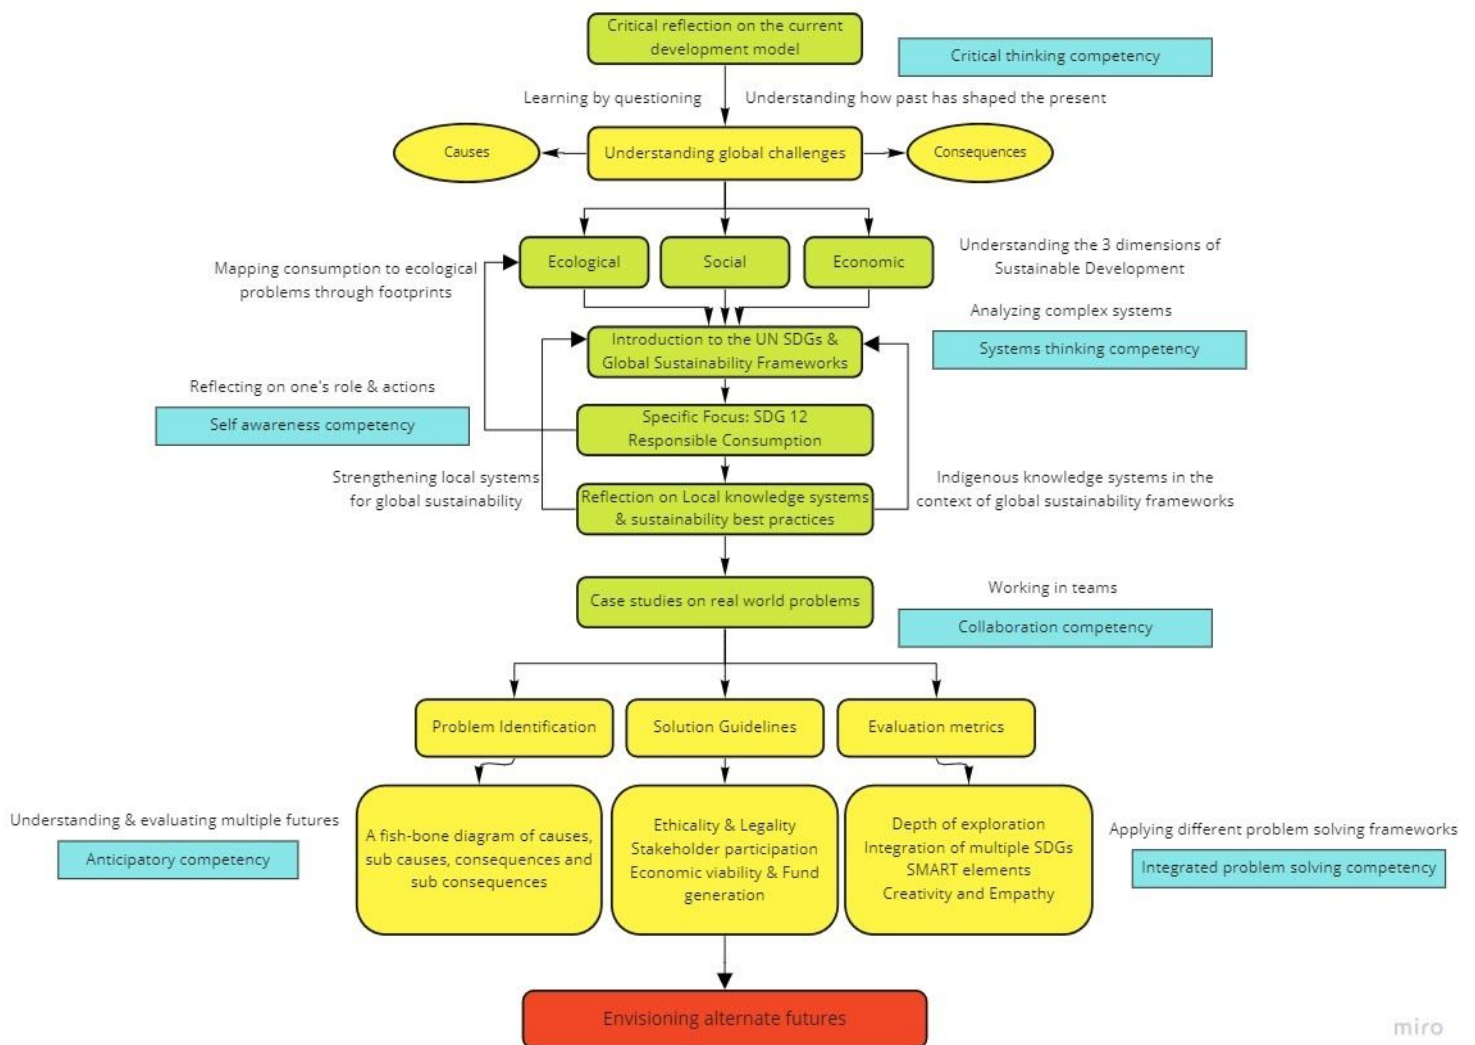 Critical reflection on the current
development model
Critical thinking competency
Learning by questioning
Understanding how past has shaped the present
Causes
Understanding global challenges
Consequences
Ecological
Social
Economic
Understanding the 3 dimensions of
Sustainable Development
Mapping consumption to ecological
problems through footprints
Analyzing complex systems
Systems thinking competency
Introduction to the UN SDGs &
Global Sustainability Frameworks
Reflecting on one's role & actions
Self awareness competency
Specific Focus: SDG 12
Responsible Consumption
Strengthening local systems
for global sustainability
Reflection on Local knowledge systems
& sustainability best practices
Indigenous knowledge systems in the
context of global sustainability frameworks
Case studies on real world problems
Working in teams
Collaboration competency
Problem Identification
Solution Guidelines
Evaluation metrics
Understanding & evaluating multiple futures
Anticipatory competency
A fish-bone diagram of causes,
sub causes, consequences and
sub consequences
Ethicality & Legality
Stakeholder participation
Economic viability & Fund
generation
Depth of exploration
Integration of multiple SDGs
SMART elements
Creativity and Empathy
Applying different problem solving frameworks
Integrated problem solving competency
Envisioning alternate futures
miro